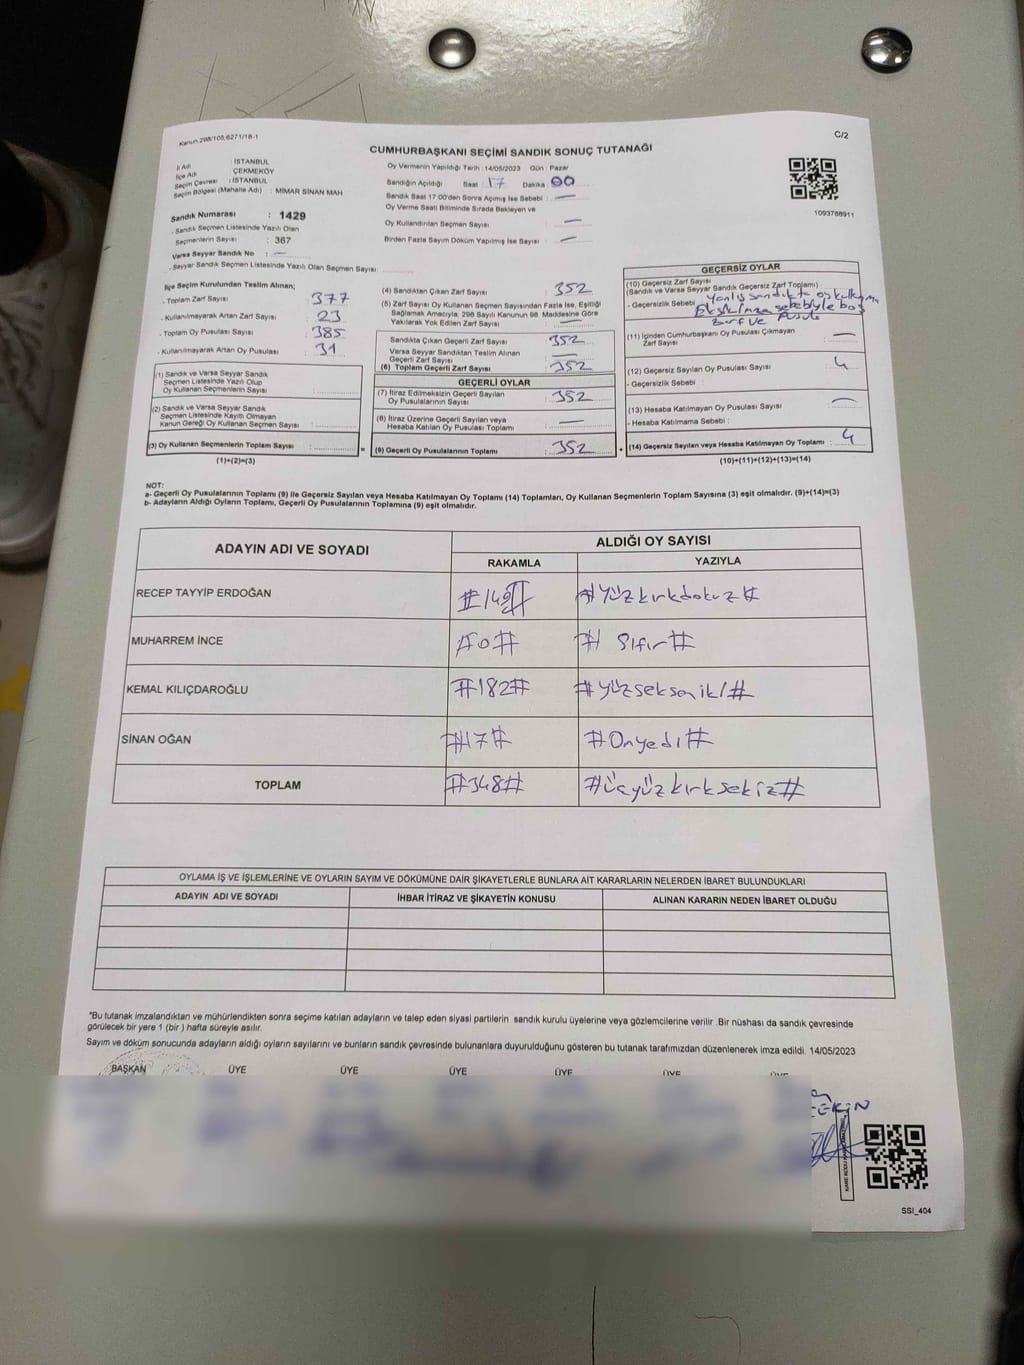 Kanun.298/105,6271/18-1
C/2
CUMHURBAŞKANI SEÇİMİ SANDIK SONUÇ TUTANAĞI
İl Adı : İSTANBUL
İlçe Adı : ÇEKMEKÖY
Seçim Çevresi : İSTANBUL
Seçim Bölgesi (Mahalle Adı) : MİMAR SİNAN MAH
Sandık Numarası : 1429
. Sandık Seçmen Listesinde Yazılı Olan
Seçmenlerin Sayısı : 367
Varsa Seyyar Sandık No : —
. Seyyar Sandık Seçmen Listesinde Yazılı Olan Seçmen Sayısı
Oy Vermenin Yapıldığı Tarih :14/05/2023 Gün : Pazar
Sandığın Açıldığı Saat 17 Dakika 00
Sandık Saat 17:00'den Sonra Açımış İse Sebebi : —
Oy Verme Saati Bitiminde Sırada Bekleyen ve
Oy Kullandırılan Seçmen Sayısı —
Birden Fazla Sayım Döküm Yapılmış İse Sayısı : —
1093788911
İlçe Seçim Kurulundan Teslim Alınan;
. Toplam Zarf Sayısı 377
. Kullanılmayarak Artan Zarf Sayısı : 23
. Toplam Oy Pusulası Sayısı 385
. Kullanılmayarak Artan Oy Pusulası : 31
(1) Sandık ve Varsa Seyyar Sandık
Seçmen Listesinde Yazılı Olup
Oy Kullanan Seçmenlerin Sayısı
(2) Sandık ve Varsa Seyyar Sandık
Seçmen Listesinde Kayıtlı Olmayan
Kanun Gereği Oy Kullanan Seçmen Sayısı
(3) Oy Kullanan Seçmenlerin Toplam Sayısı
(1)+(2)=(3)
(4) Sandıktan Çıkan Zarf Sayısı : 352
(5) Zarf Sayısı Oy Kullanan Seçmen Sayısından Fazla İse, Eşitliği
Sağlamak Amacıyla, 298 Sayılı Kanunun 98. Maddesine Göre
Yakılarak Yok Edilen Zarf Sayısı : —
Sandıkta Çıkan Geçerli Zarf Sayısı 352
Varsa Seyyar Sandıktan Teslim Alınan
Geçerli Zarf Sayısı —
(6) Toplam Geçerli Zarf Sayısı : 352
GEÇERLİ OYLAR
(7) İtiraz Edilmeksizin Geçerli Sayılan
Oy Pusulalarının Sayısı : 352
(8) İtiraz Üzerine Geçerli Sayılan veya
Hesaba Katılan Oy Pusulası Toplamı : —
(9) Geçerli Oy Pusulalarının Toplamı : 352
GEÇERSİZ OYLAR
(10) Geçersiz Zarf Sayısı
(Sandık ve Varsa Seyyar Sandık Geçersiz Zarf Toplamı)
- Geçersizlik Sebebi : Yanlış sandıkta oy kullanma
Eksik imza sebebiyle boş
zarf ve Pusula
(11) İçinden Cumhurbaşkanı Oy Pusulası Çıkmayan
Zarf Sayısı : —
(12) Geçersiz Sayılan Oy Pusulası Sayısı : 4
- Geçersizlik Sebebi :
(13) Hesaba Katılmayan Oy Pusulası Sayısı : —
- Hesaba Katılmama Sebebi :
(14) Geçersiz Sayılan veya Hesaba Katılmayan Oy Toplamı : 4
(10)+(11)+(12)+(13)=(14)
NOT:
a- Geçerli Oy Pusulalarının Toplamı (9) ile Geçersiz Sayılan veya Hesaba Katılmayan Oy Toplamı (14) Toplamları, Oy Kullanan Seçmenlerin Toplam Sayısına (3) eşit olmalıdır. (9)+(14)=(3)
b- Adayların Aldığı Oyların Toplamı, Geçerli Oy Pusulalarının Toplamına (9) eşit olmalıdır.
ADAYIN ADI VE SOYADI ALDIĞI OY SAYISI
RAKAMLA YAZIYLA
RECEP TAYYİP ERDOĞAN #149# #Yüzkırkdokuz#
MUHARREM İNCE #0# # Sıfır#
KEMAL KILIÇDAROĞLU #182# #yüzsekseniki#
SİNAN OĞAN #17# #Onyedi#
TOPLAM #348# #üçyüzkırksekiz#
OYLAMA İŞ VE İŞLEMLERİNE VE OYLARIN SAYIM VE DÖKÜMÜNE DAİR ŞİKAYETLERLE BUNLARA AİT KARARLARIN NELERDEN İBARET BULUNDUKLARI
ADAYIN ADI VE SOYADI İHBAR İTİRAZ VE ŞİKAYETİN KONUSU ALINAN KARARIN NEDEN İBARET OLDUĞU
*Bu tutanak imzalandıktan ve mühürlendikten sonra seçime katılan adayların ve talep eden siyasi partilerin sandık kurulu üyelerine veya gözlemcilerine verilir .Bir nüshası da sandık çevresinde
görülecek bir yere 1 (bir ) hafta süreyle asılır.
Sayım ve döküm sonucunda adayların aldığı oyların sayılarını ve bunların sandık çevresinde bulunanlara duyurulduğunu gösteren bu tutanak tarafımızdan düzenlenerek imza edildi. 14/05/2023
BAŞKAN ÜYE ÜYE ÜYE ÜYE ÜYE ÜYE
SSI_404